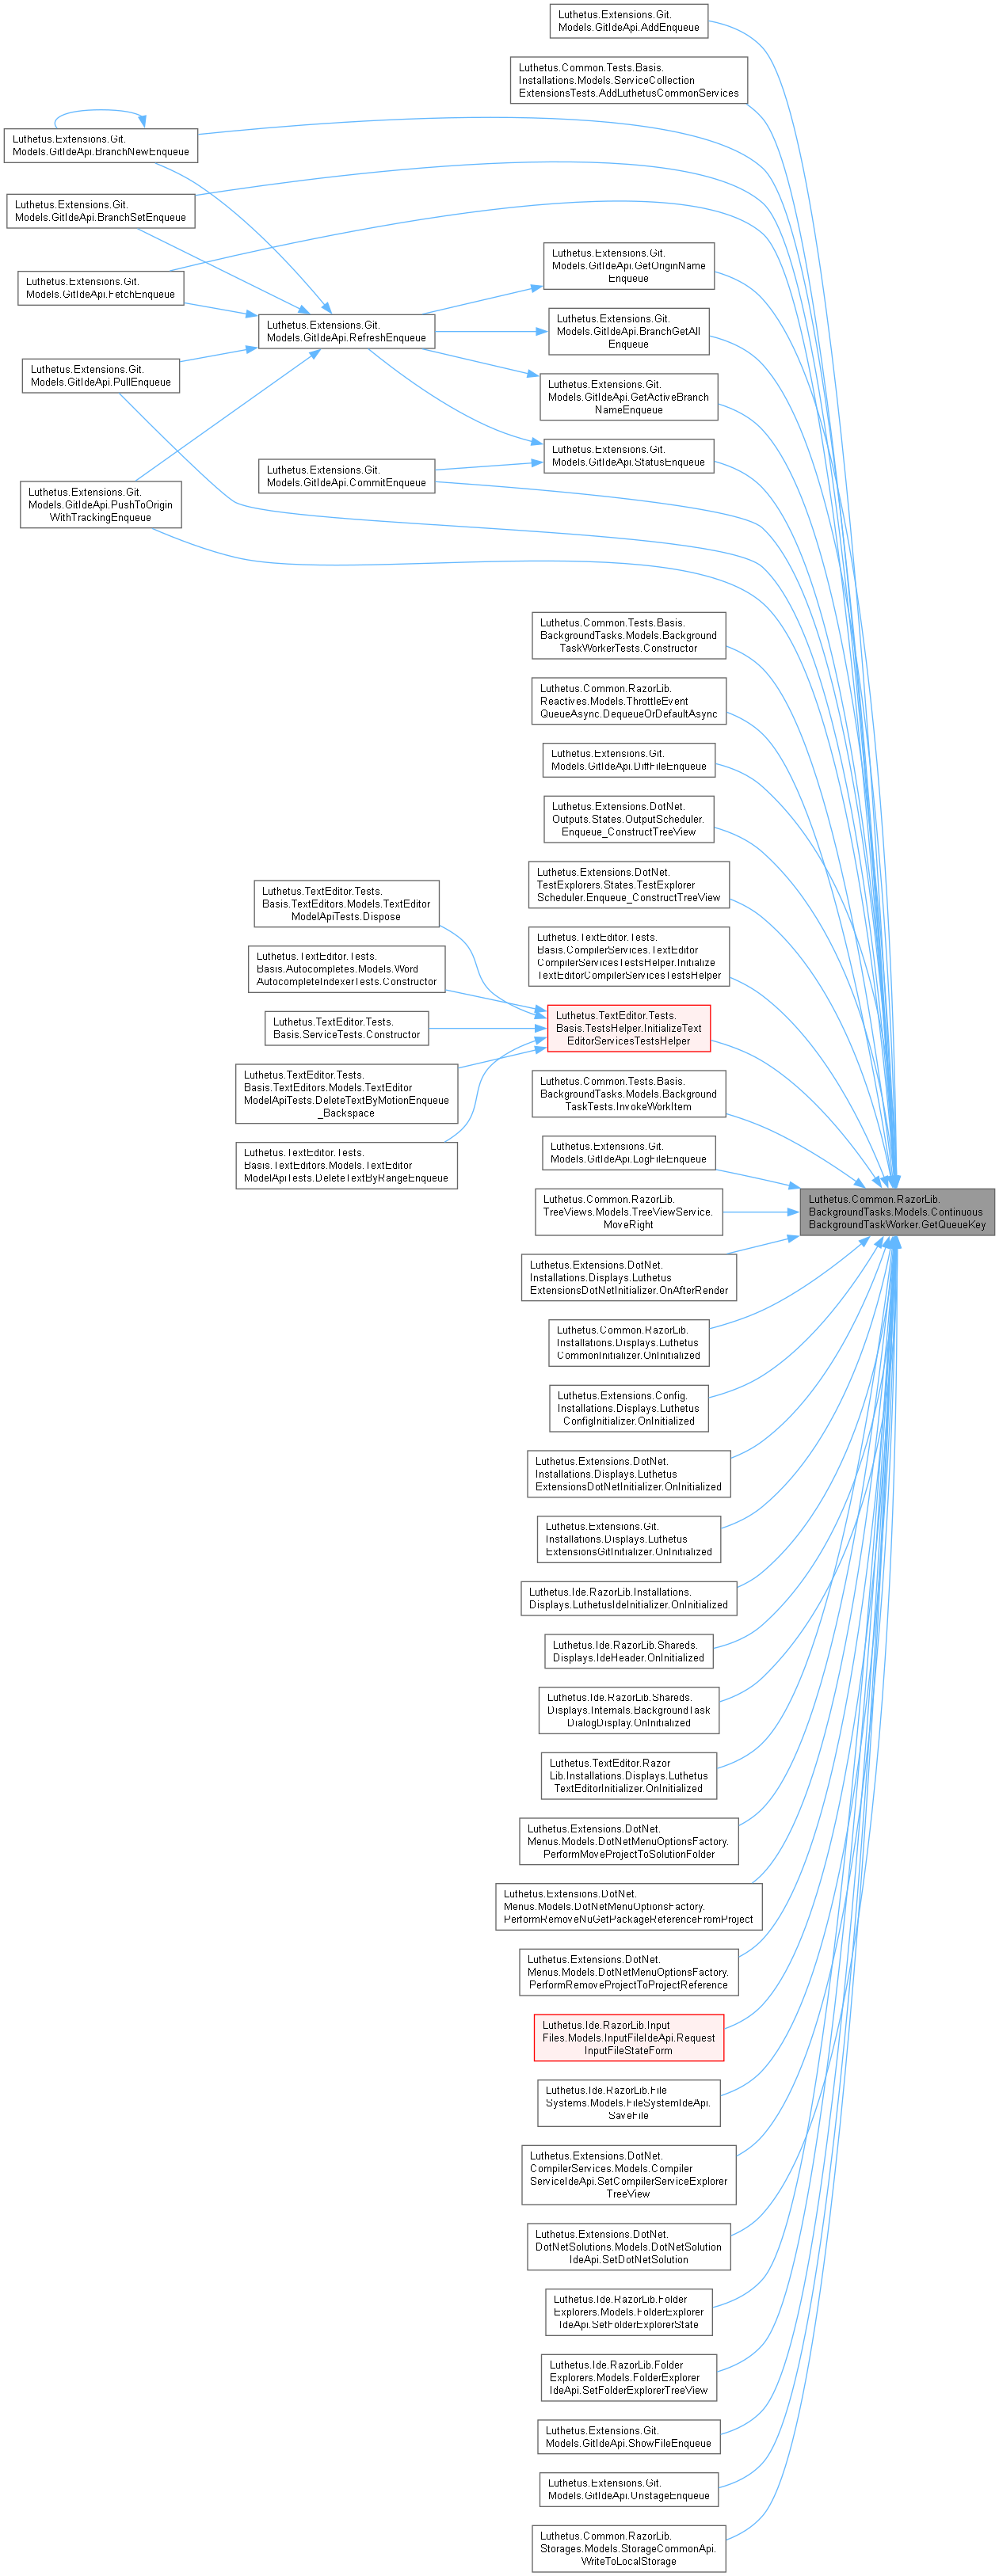 Luthetus.Extensions.Git.
Models.GitIdeApi.AddEnqueue
Luthetus.Common.Tests.Basis.
Installations.Models.ServiceCollection
ExtensionsTests.AddLuthetusCommonServices
Luthetus.Extensions.Git.
Models.GitIdeApi.BranchNewEnqueue
Luthetus.Extensions.Git.
Models.GitIdeApi.BranchSetEnqueue
Luthetus.Extensions.Git.
Models.GitIdeApi.FetchEnqueue
Luthetus.Extensions.Git.
Models.GitIdeApi.GetOriginName
Enqueue
Luthetus.Extensions.Git.
Models.GitIdeApi.RefreshEnqueue
Luthetus.Extensions.Git.
Models.GitIdeApi.BranchGetAll
Enqueue
Luthetus.Extensions.Git.
Models.GitIdeApi.PullEnqueue
Luthetus.Extensions.Git.
Models.GitIdeApi.GetActiveBranch
NameEnqueue
Luthetus.Extensions.Git.
Models.GitIdeApi.StatusEnqueue
Luthetus.Extensions.Git.
Models.GitIdeApi.CommitEnqueue
Luthetus.Extensions.Git.
Models.GitIdeApi.PushToOrigin
WithTrackingEnqueue
Luthetus.Common.Tests.Basis.
BackgroundTasks.Models.Background
TaskWorkerTests.Constructor
Luthetus.Common.RazorLib.
Reactives.Models.ThrottleEvent
QueueAsync.DequeueOrDefaultAsync
Luthetus.Extensions.Git.
Models.GitIdeApi.DiffFileEnqueue
Luthetus.Extensions.DotNet.
Outputs.States.OutputScheduler.
Enqueue_ConstructTreeView
Luthetus.Extensions.DotNet.
TestExplorers.States.TestExplorer
Scheduler.Enqueue_ConstructTreeView
Luthetus.TextEditor.Tests.
Basis.TextEditors.Models.TextEditor
ModelApiTests.Dispose
Luthetus.TextEditor.Tests.
Basis.CompilerServices.TextEditor
CompilerServicesTestsHelper.Initialize
TextEditorCompilerServicesTestsHelper
Luthetus.TextEditor.Tests.
Basis.Autocompletes.Models.Word
AutocompleteIndexerTests.Constructor
Luthetus.TextEditor.Tests.
Basis.TestsHelper.InitializeText
EditorServicesTestsHelper
Luthetus.TextEditor.Tests.
Basis.ServiceTests.Constructor
Luthetus.TextEditor.Tests.
Basis.TextEditors.Models.TextEditor
ModelApiTests.DeleteTextByMotionEnqueue
_Backspace
Luthetus.Common.Tests.Basis.
BackgroundTasks.Models.Background
TaskTests.InvokeWorkItem
Luthetus.TextEditor.Tests.
Basis.TextEditors.Models.TextEditor
ModelApiTests.DeleteTextByRangeEnqueue
Luthetus.Extensions.Git.
Models.GitIdeApi.LogFileEnqueue
Luthetus.Common.RazorLib.
BackgroundTasks.Models.Continuous
BackgroundTaskWorker.GetQueueKey
Luthetus.Common.RazorLib.
TreeViews.Models.TreeViewService.
MoveRight
Luthetus.Extensions.DotNet.
Installations.Displays.Luthetus
ExtensionsDotNetInitializer.OnAfterRender
Luthetus.Common.RazorLib.
Installations.Displays.Luthetus
CommonInitializer.OnInitialized
Luthetus.Extensions.Config.
Installations.Displays.Luthetus
ConfigInitializer.OnInitialized
Luthetus.Extensions.DotNet.
Installations.Displays.Luthetus
ExtensionsDotNetInitializer.OnInitialized
Luthetus.Extensions.Git.
Installations.Displays.Luthetus
ExtensionsGitInitializer.OnInitialized
Luthetus.Ide.RazorLib.Installations.
Displays.LuthetusIdeInitializer.OnInitialized
Luthetus.Ide.RazorLib.Shareds.
Displays.IdeHeader.OnInitialized
Luthetus.Ide.RazorLib.Shareds.
Displays.Internals.BackgroundTask
DialogDisplay.OnInitialized
Luthetus.TextEditor.Razor
Lib.Installations.Displays.Luthetus
TextEditorInitializer.OnInitialized
Luthetus.Extensions.DotNet.
Menus.Models.DotNetMenuOptionsFactory.
PerformMoveProjectToSolutionFolder
Luthetus.Extensions.DotNet.
Menus.Models.DotNetMenuOptionsFactory.
PerformRemoveNuGetPackageReferenceFromProject
Luthetus.Extensions.DotNet.
Menus.Models.DotNetMenuOptionsFactory.
PerformRemoveProjectToProjectReference
Luthetus.Ide.RazorLib.Input
Files.Models.InputFileIdeApi.Request
InputFileStateForm
Luthetus.Ide.RazorLib.File
Systems.Models.FileSystemIdeApi.
SaveFile
Luthetus.Extensions.DotNet.
CompilerServices.Models.Compiler
ServiceIdeApi.SetCompilerServiceExplorer
TreeView
Luthetus.Extensions.DotNet.
DotNetSolutions.Models.DotNetSolution
IdeApi.SetDotNetSolution
Luthetus.Ide.RazorLib.Folder
Explorers.Models.FolderExplorer
IdeApi.SetFolderExplorerState
Luthetus.Ide.RazorLib.Folder
Explorers.Models.FolderExplorer
IdeApi.SetFolderExplorerTreeView
Luthetus.Extensions.Git.
Models.GitIdeApi.ShowFileEnqueue
Luthetus.Extensions.Git.
Models.GitIdeApi.UnstageEnqueue
Luthetus.Common.RazorLib.
Storages.Models.StorageCommonApi.
WriteToLocalStorage